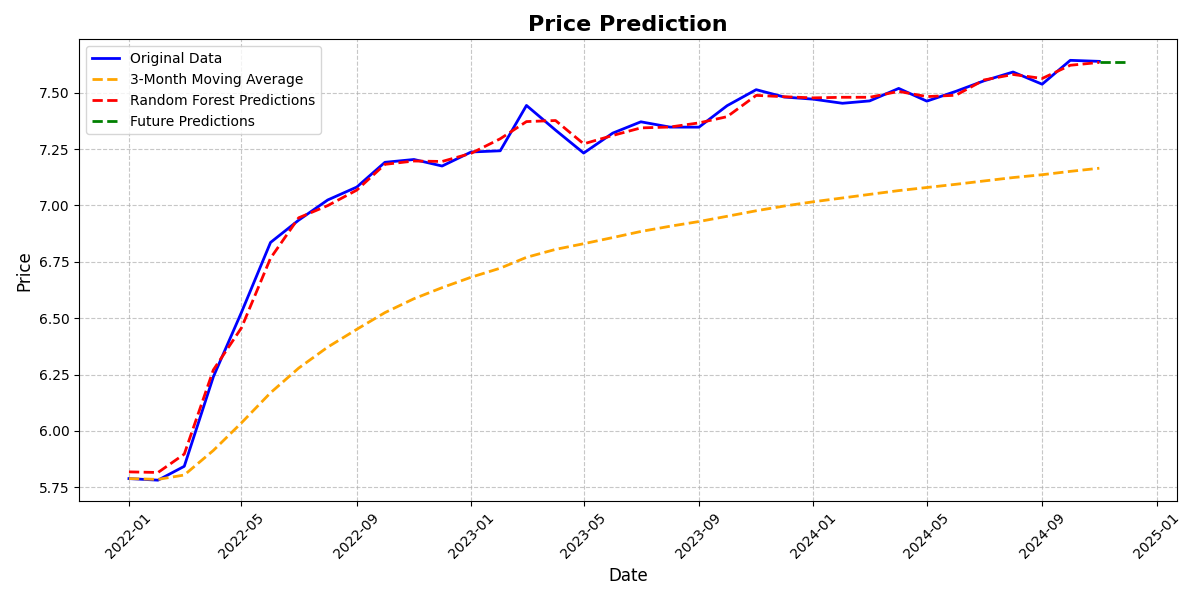 Price Prediction
Original Data
3-Month Moving Average
Random Forest Predictions
Future Predictions
Price
7.50
7.25
7.00
6.75
6.50
6.25
6.00
5.75
2022-01
2022-05
2022-09
2023-01
2023-05
2023-09
2024-01
2024-05
2024-09
2025-01
Date